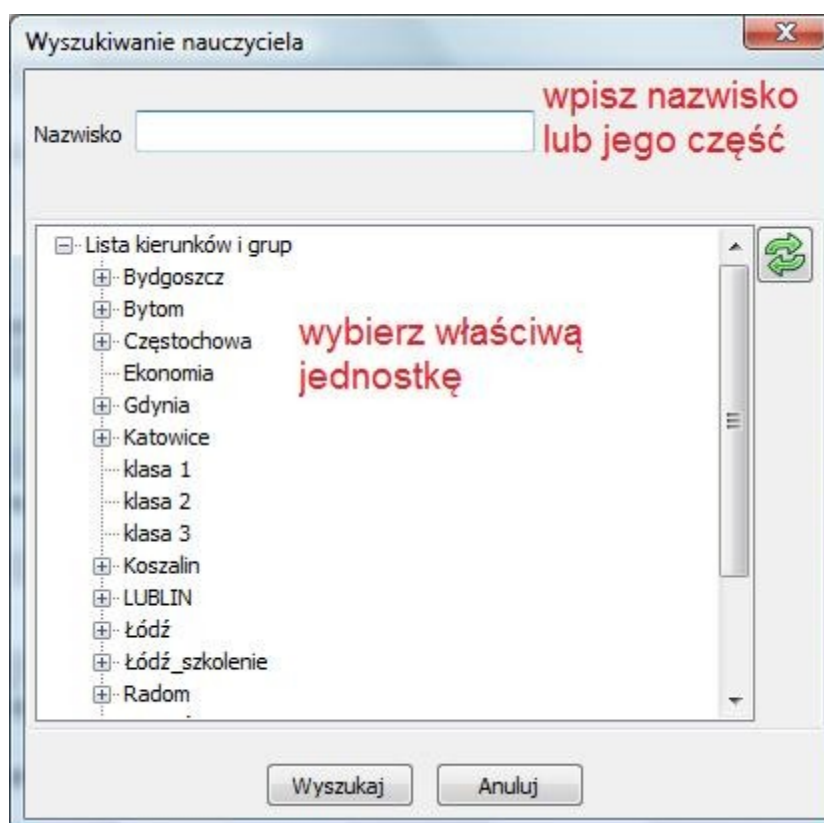 Wyszukiwanie nauczyciela
Nazwisko
wpisz nazwisko
lub jego część
Lista kierunków i grup
Bydgoszcz
Bytom
Częstochowa
wybierz właściwą
jednostkę
Ekonomia
Gdynia
Katowice
klasa 1
klasa 2
klasa 3
Koszalin
LUBLIN
Łódź
Łódź_szkolenie
Radom
Wyszukaj
Anuluj